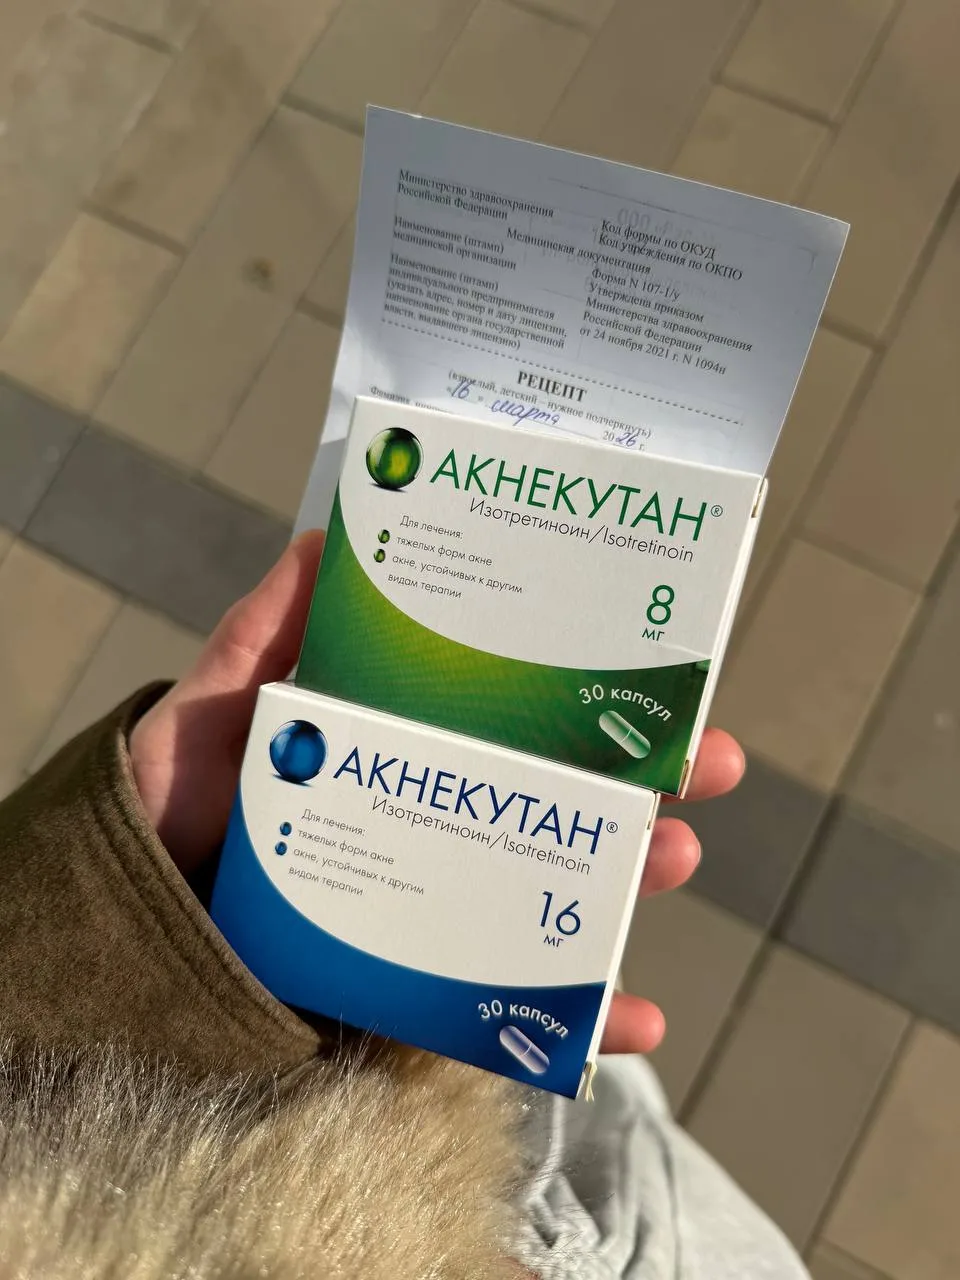 Министерство здравоохранения
Российской Федерации
Код формы по ОКУД
Код учреждения по ОКПО
Наименование (штамп)
медицинской организации
Медицинская документация
Форма N 107-1/у
Утверждена приказом
Министерства здравоохранения
Российской Федерации
от 24 ноября 2021 г. N 1094н
Наименование (штамп)
индивидуального предпринимателя
(указать адрес, номер и дату лицензии,
наименование органа государственной
власти, выдавшего лицензию)
РЕЦЕПТ
(взрослый, детский – нужное подчеркнуть)
"16" марта 2026 г.
АКНЕКУТАН®
Изотретиноин/Isotretinoin
Для лечения:
тяжелых форм акне
акне, устойчивых к другим
видам терапии
8
мг
30 капсул
АКНЕКУТАН®
Изотретиноин/Isotretinoin
Для лечения:
тяжелых форм акне
акне, устойчивых к другим
видам терапии
16
мг
30 капсул